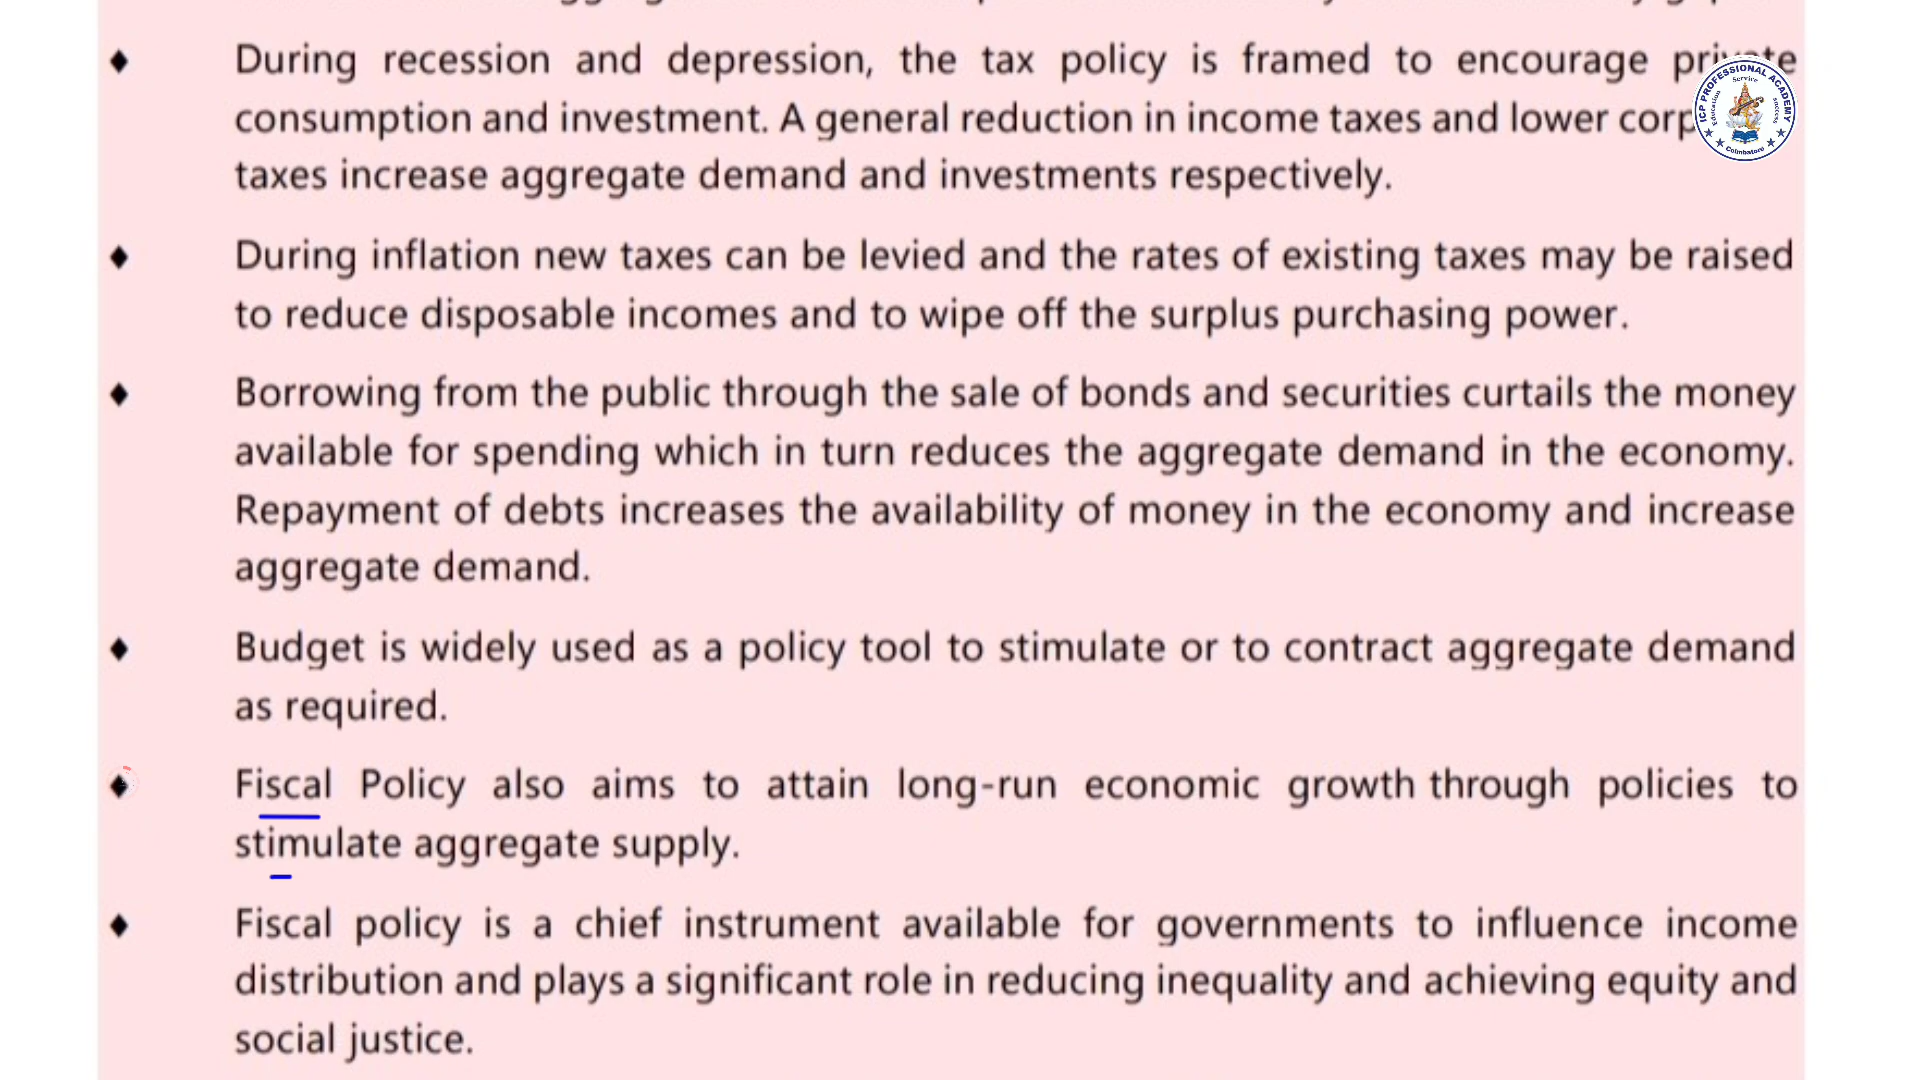 During recession and depression, the tax policy is framed to encourage private
consumption and investment. A general reduction in income taxes and lower
taxes increase aggregate demand and investments respectively.
During inflation new taxes can be levied and the rates of existing taxes may be raised
to reduce disposable incomes and to wipe off the surplus purchasing power.
Borrowing from the public through the sale of bonds and securities curtails the money
available for spending which in turn reduces the aggregate demand in the economy.
Repayment of debts increases the availability of money in the economy and increase
aggregate demand.
Budget is widely used as a policy tool to stimulate or to contract aggregate demand
as required.
Fiscal Policy also aims to attain long-run economic growth through policies to
stimulate aggregate supply.
Fiscal policy is a chief instrument available for governments to influence income
distribution and plays a significant role in reducing inequality and achieving equity and
social justice.
ICP PROFESSIONAL ACADEMY
Service
Education
Success
Coimbatore